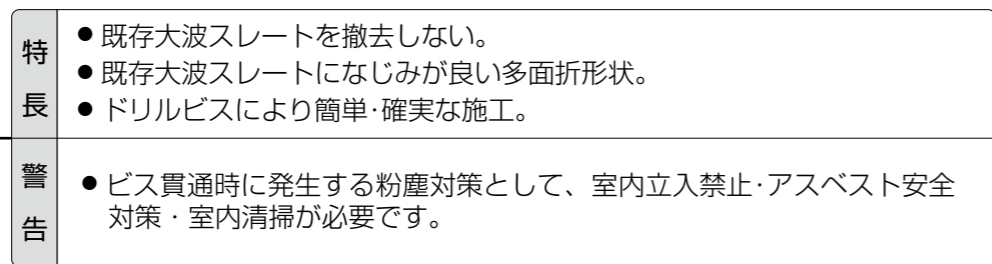 特長
● 既存大波スレートを撤去しない。
● 既存大波スレートになじみが良い多面折形状。
● ドリルビスにより簡単･確実な施工。
警告
● ビス貫通時に発生する粉塵対策として、室内立入禁止･アスベスト安全
対策・室内清掃が必要です。